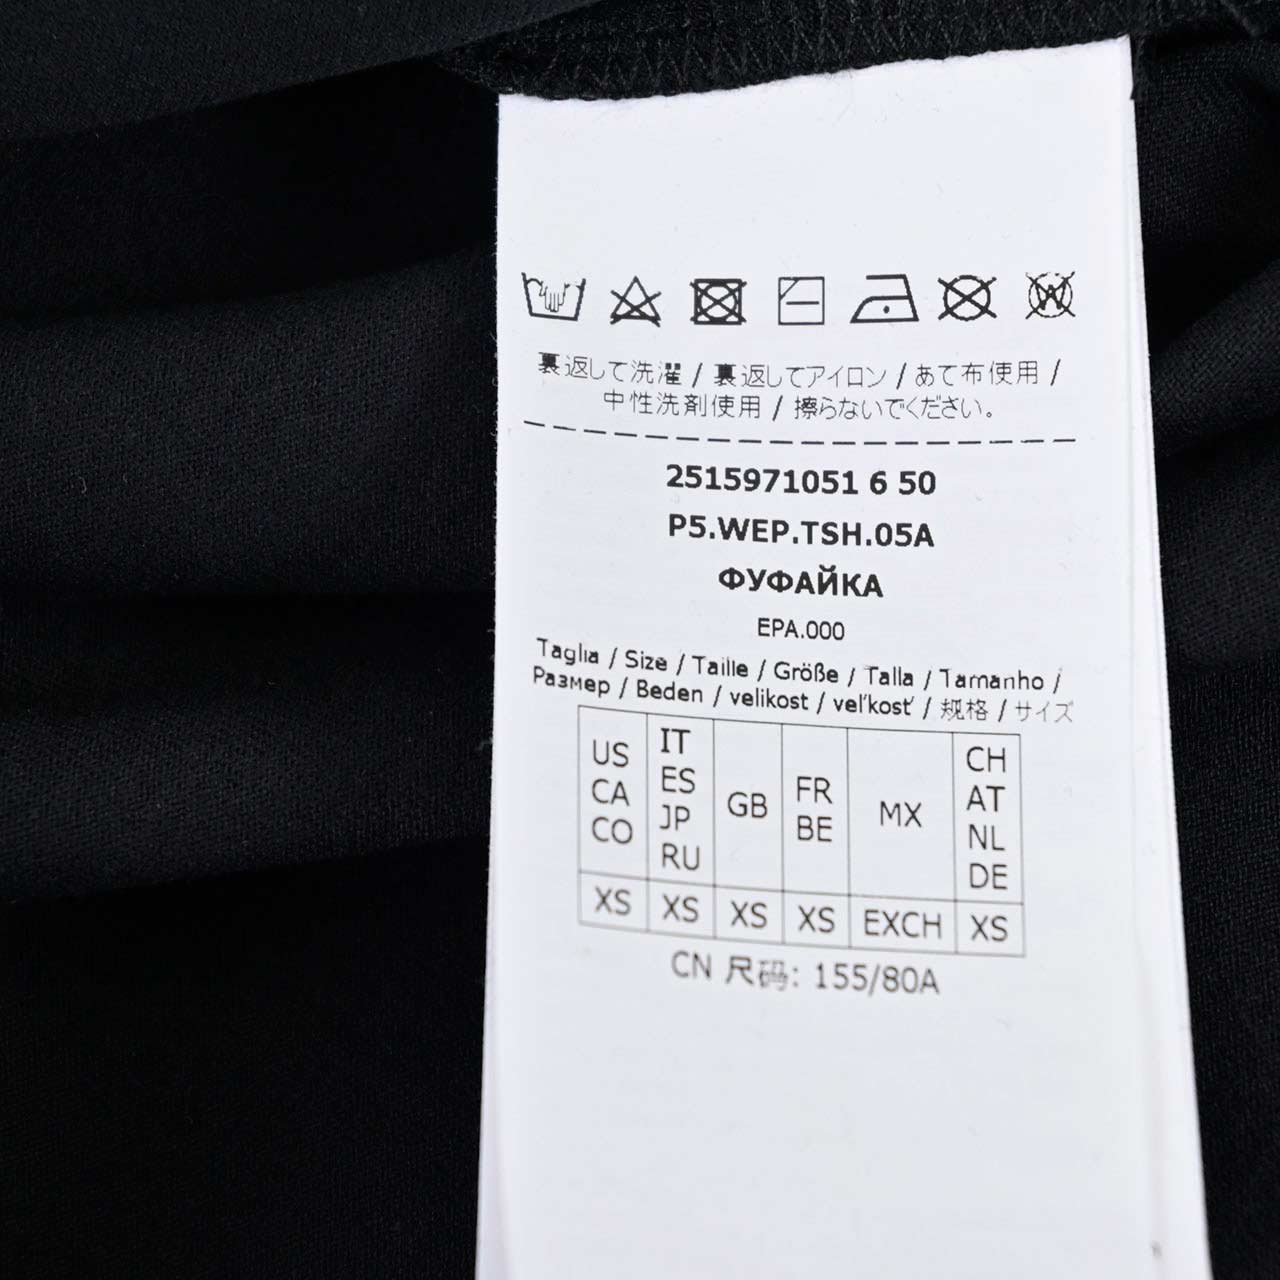 裏返して洗濯 / 裏返してアイロン / あて布使用 /
中性洗剤使用 / 擦らないでください。
2515971051 6 50
P5.WEP.TSH.05A
ФУФАЙКА
EPA.000
Taglia / Size / Taille / Größe / Talla / Tamanho /
Размер / Beden / velikost / veľkosť / 规格 / サイズ
US CA CO IT ES JP RU GB FR BE MX CH AT NL DE
XS XS XS XS EXCH XS
CN 尺码: 155/80A